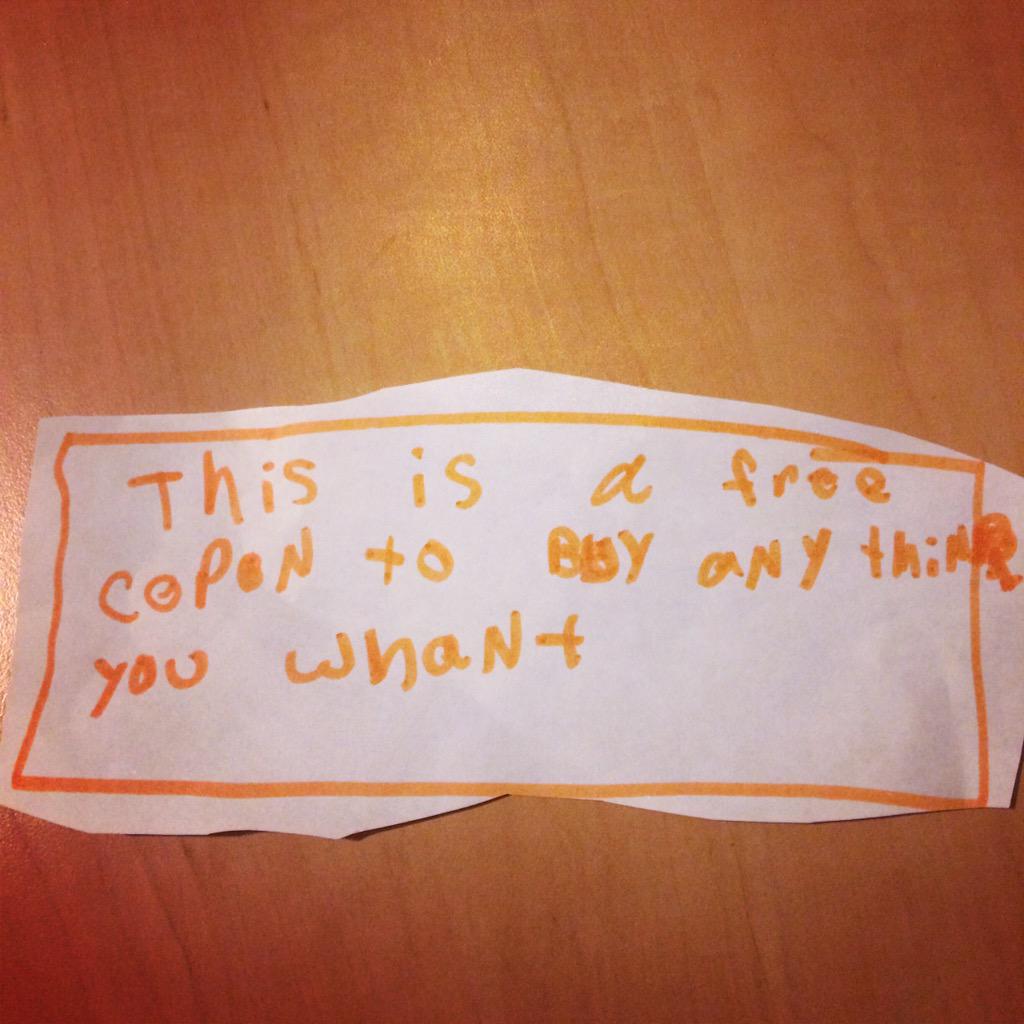 This is a free
copon to BUY any thing
you whant